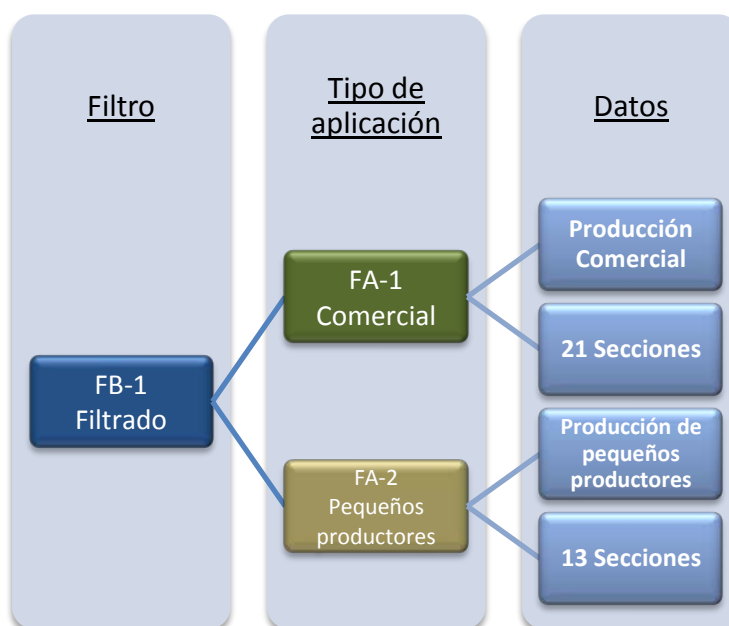 Filtro
FB-1
Filtrado
Tipo de
aplicación
FA-1
Comercial
FA-2
Pequeños
productores
Datos
Producción
Comercial
21 Secciones
Producción de
pequeños
productores
13 Secciones